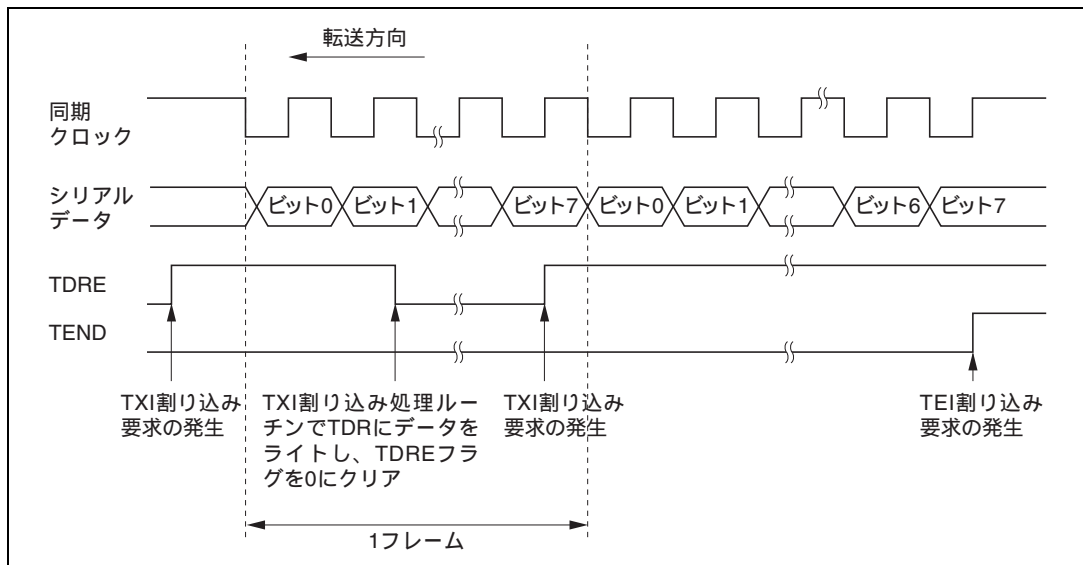 転送方向
同期
クロック
シリアル
データ
ビット0
ビット1
ビット7
ビット0
ビット1
ビット6
ビット7
TDRE
TEND
TXI割り込み
要求の発生
TXI割り込み処理ルー
チンでTDRにデータを
ライトし、TDREフラ
グを0にクリア
TXI割り込み
要求の発生
TEI割り込み
要求の発生
1フレーム